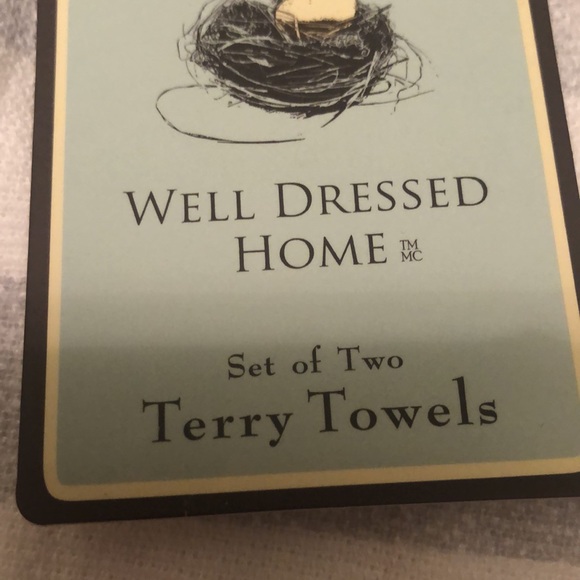 WELL DRESSED
HOME TM MC
Set of Two
Terry Towels